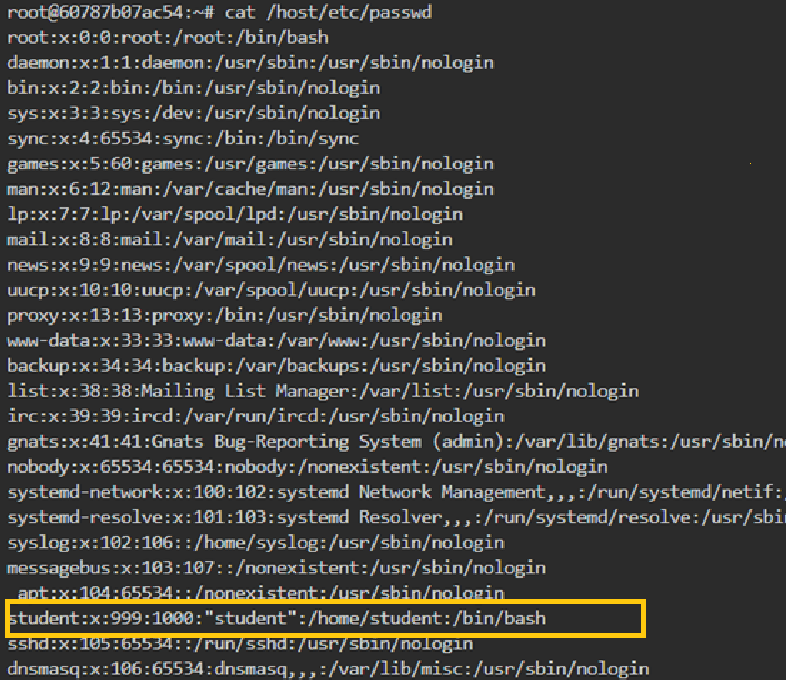 root@60787b07ac54:~# cat /host/etc/passwd
root:x:0:0:root:/root:/bin/bash
daemon:x:1:1:daemon:/usr/sbin:/usr/sbin/nologin
bin:x:2:2:bin:/bin:/usr/sbin/nologin
sys:x:3:3:sys:/dev:/usr/sbin/nologin
sync:x:4:65534:sync:/bin:/bin/sync
games:x:5:60:games:/usr/games:/usr/sbin/nologin
man:x:6:12:man:/var/cache/man:/usr/sbin/nologin
lp:x:7:7:lp:/var/spool/lpd:/usr/sbin/nologin
mail:x:8:8:mail:/var/mail:/usr/sbin/nologin
news:x:9:9:news:/var/spool/news:/usr/sbin/nologin
uucp:x:10:10:uucp:/var/spool/uucp:/usr/sbin/nologin
proxy:x:13:13:proxy:/bin:/usr/sbin/nologin
www-data:x:33:33:www-data:/var/www:/usr/sbin/nologin
backup:x:34:34:backup:/var/backups:/usr/sbin/nologin
list:x:38:38:Mailing List Manager:/var/list:/usr/sbin/nologin
irc:x:39:39:ircd:/var/run/ircd:/usr/sbin/nologin
gnats:x:41:41:Gnats Bug-Reporting System (admin):/var/lib/gnats:/usr/sbin/n
nobody:x:65534:65534:nobody:/nonexistent:/usr/sbin/nologin
systemd-network:x:100:102:systemd Network Management,,,:/run/systemd/netif:
systemd-resolve:x:101:103:systemd Resolver,,,:/run/systemd/resolve:/usr/sbi
syslog:x:102:106::/home/syslog:/usr/sbin/nologin
messagebus:x:103:107::/nonexistent:/usr/sbin/nologin
_apt:x:104:65534::/nonexistent:/usr/sbin/nologin
student:x:999:1000:"student":/home/student:/bin/bash
sshd:x:105:65534::/run/sshd:/usr/sbin/nologin
dnsmasq:x:106:65534:dnsmasq,,,:/var/lib/misc:/usr/sbin/nologin